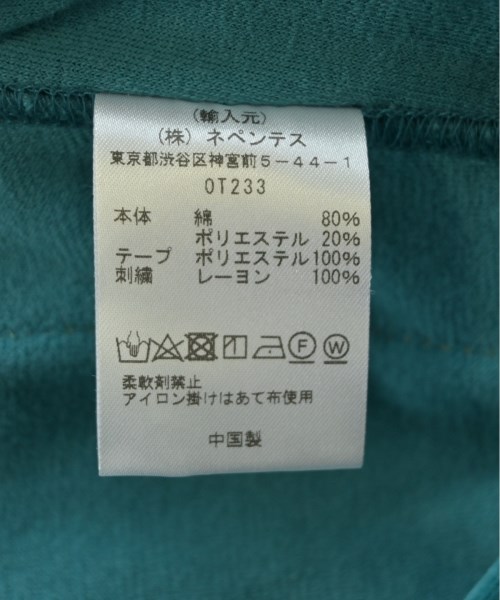 (輸入元)
(株) ネペンテス
東京都渋谷区神宮前5-44-1
OT233
本体 綿 80%
ポリエステル 20%
テープ ポリエステル 100%
刺繍 レーヨン 100%
F W
柔軟剤禁止
アイロン掛けはあて布使用
中国製